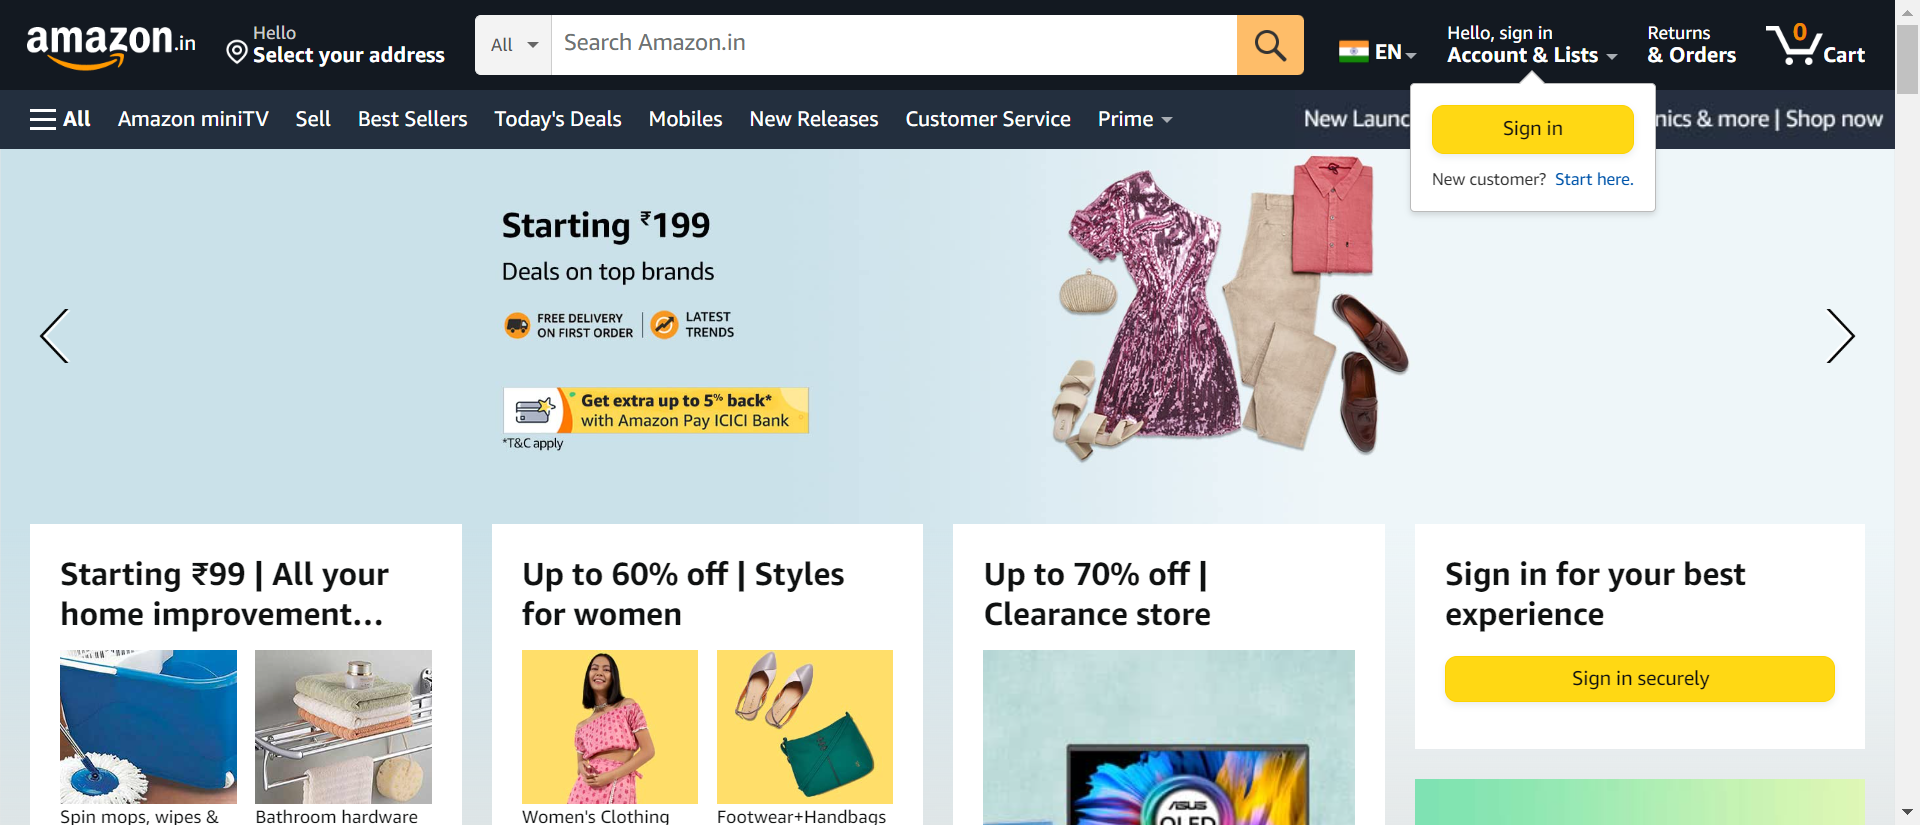 amazon.in
Hello
Select your address
All
Search Amazon.in
EN
Hello, sign in
Account & Lists
Returns
& Orders
0
Cart
All
Amazon miniTV
Sell
Best Sellers
Today's Deals
Mobiles
New Releases
Customer Service
Prime
New Launc
nics & more | Shop now
Sign in
New customer? Start here.
Starting ₹199
Deals on top brands
FREE DELIVERY
ON FIRST ORDER
LATEST
TRENDS
Get extra up to 5% back*
with Amazon Pay ICICI Bank
*T&C apply
Starting ₹99 | All your
home improvement...
Spin mops, wipes &
Bathroom hardware
Up to 60% off | Styles
for women
Women's Clothing
Footwear+Handbags
Up to 70% off |
Clearance store
ASUS
OLED
Sign in for your best
experience
Sign in securely